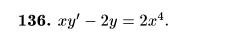 136. xy′ − 2y = 2x⁴.